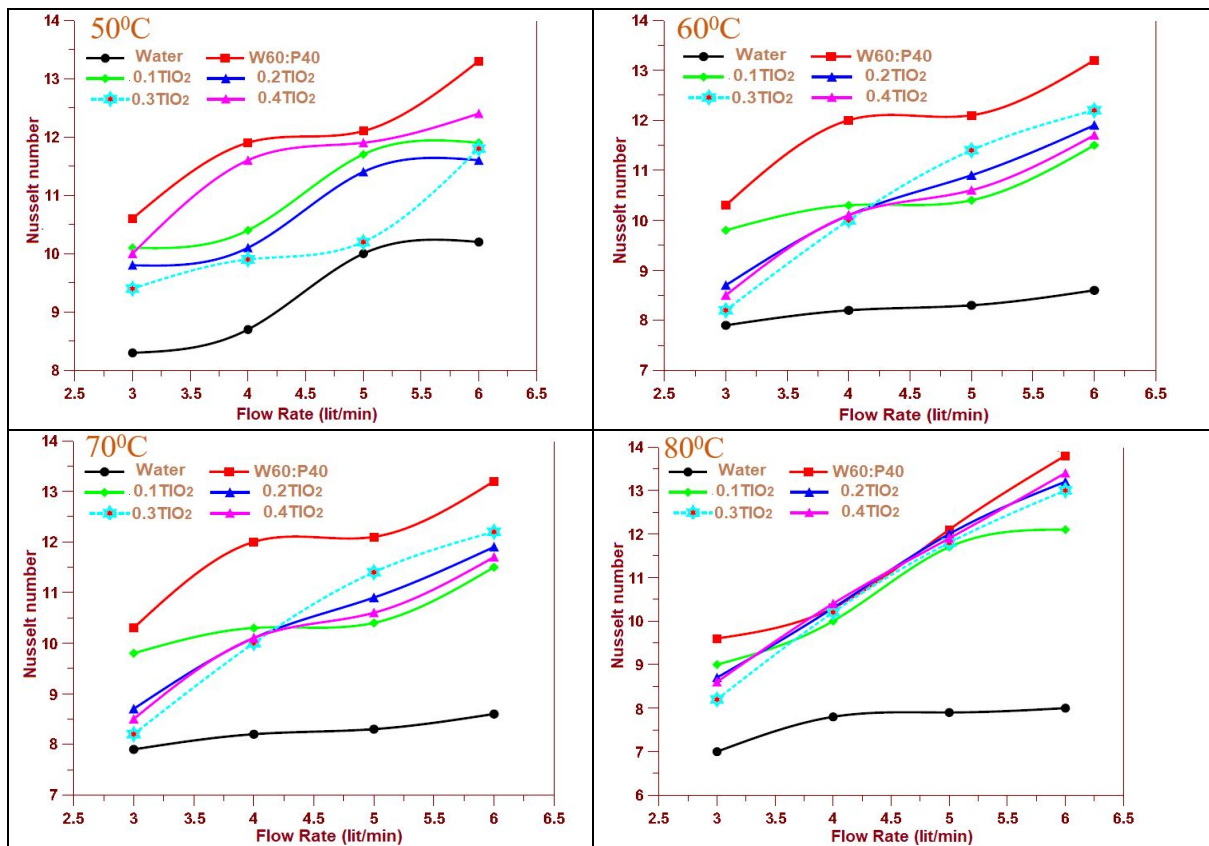 50⁰C
Water W60:P40
0.1TIO₂ 0.2TIO₂
0.3TIO₂ 0.4TIO₂
Nusselt number
14
13
12
11
10
9
8
2.5 3 3.5 4 4.5 5 5.5 6 6.5
Flow Rate (lit/min)
60⁰C
Water W60:P40
0.1TIO₂ 0.2TIO₂
0.3TIO₂ 0.4TIO₂
Nusselt number
14
13
12
11
10
9
8
7
2.5 3 3.5 4 4.5 5 5.5 6 6.5
Flow Rate (lit/min)
70⁰C
Water W60:P40
0.1TIO₂ 0.2TIO₂
0.3TIO₂ 0.4TIO₂
Nusselt number
14
13
12
11
10
9
8
7
2.5 3 3.5 4 4.5 5 5.5 6 6.5
Flow Rate (lit/min)
80⁰C
Water W60:P40
0.1TIO₂ 0.2TIO₂
0.3TIO₂ 0.4TIO₂
Nusselt number
14
13
12
11
10
9
8
7
6
2.5 3 3.5 4 4.5 5 5.5 6 6.5
Flow Rate (lit/min)